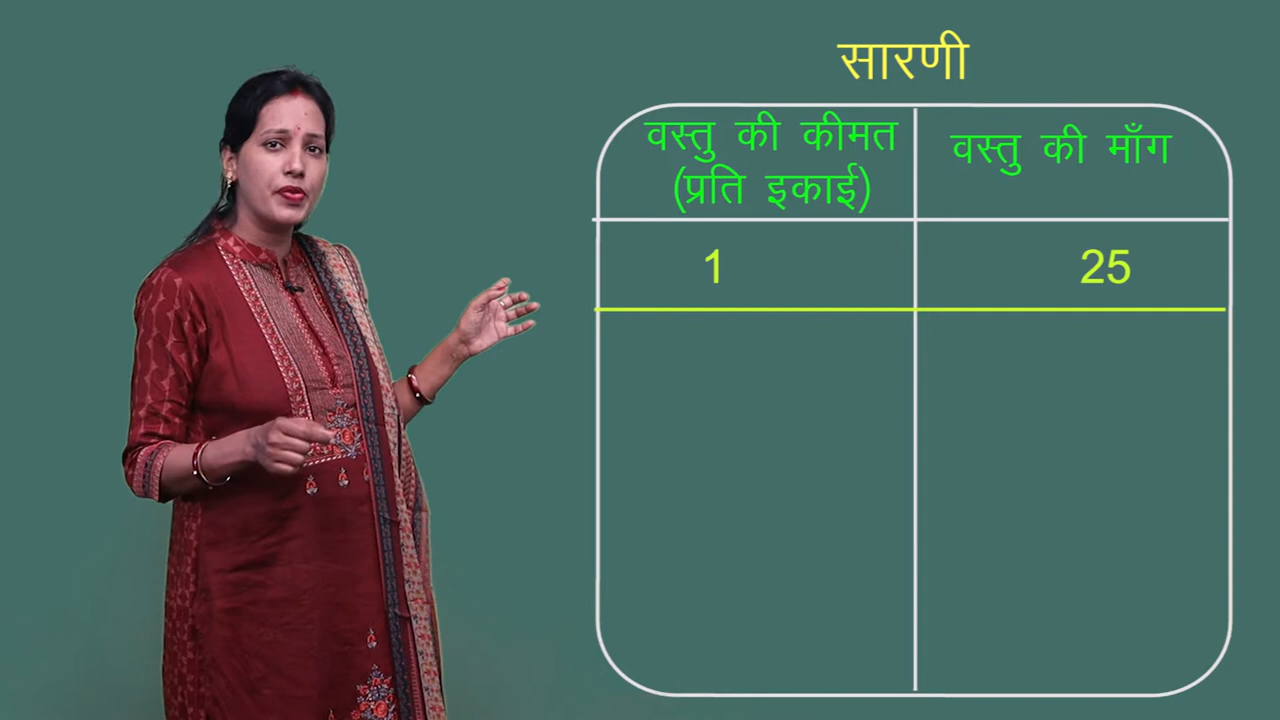 सारणी
वस्तु की कीमत
(प्रति इकाई)
वस्तु की माँग
1
25